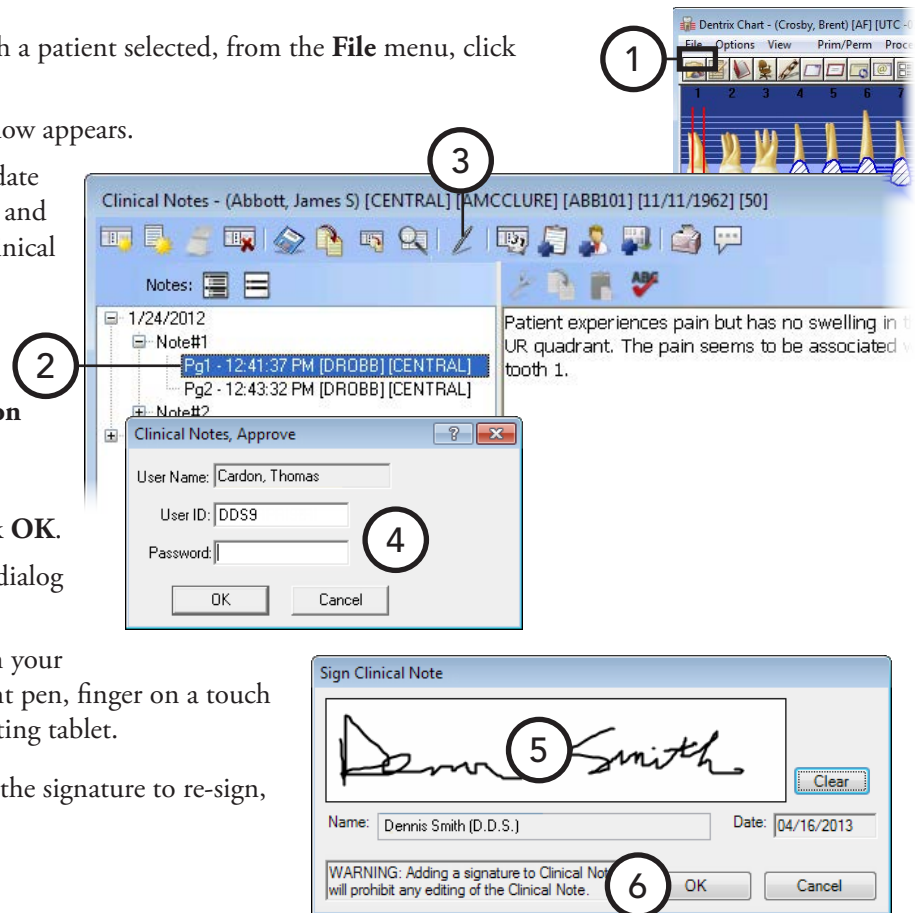 h a patient selected, from the File menu, click
ow appears.
date
and
nical
on
OK.
dialog
n your
nt pen, finger on a touch
ting tablet.
the signature to re-sign,
1
Dentrix Chart - (Crosby, Brent) [AF] [UTC -0
File Options View Prim/Perm Proce
1 2 3 4 5 6 7
3
Clinical Notes - (Abbott, James S) [CENTRAL] [AMCCLURE] [ABB101] [11/11/1962] [50]
Notes:
ABC
1/24/2012
Note#1
2
Pg1 - 12:41:37 PM [DROBB] [CENTRAL]
Pg2 - 12:43:32 PM [DROBB] [CENTRAL]
Note#2
Patient experiences pain but has no swelling in
UR quadrant. The pain seems to be associated
tooth 1.
Clinical Notes, Approve
User Name: Cardon, Thomas
User ID: DDS9
Password:
4
OK Cancel
Sign Clinical Note
Smith
5
Clear
Name: Dennis Smith (D.D.S.) Date: 04/16/2013
WARNING: Adding a signature to Clinical Not
will prohibit any editing of the Clinical Note.
6
OK Cancel